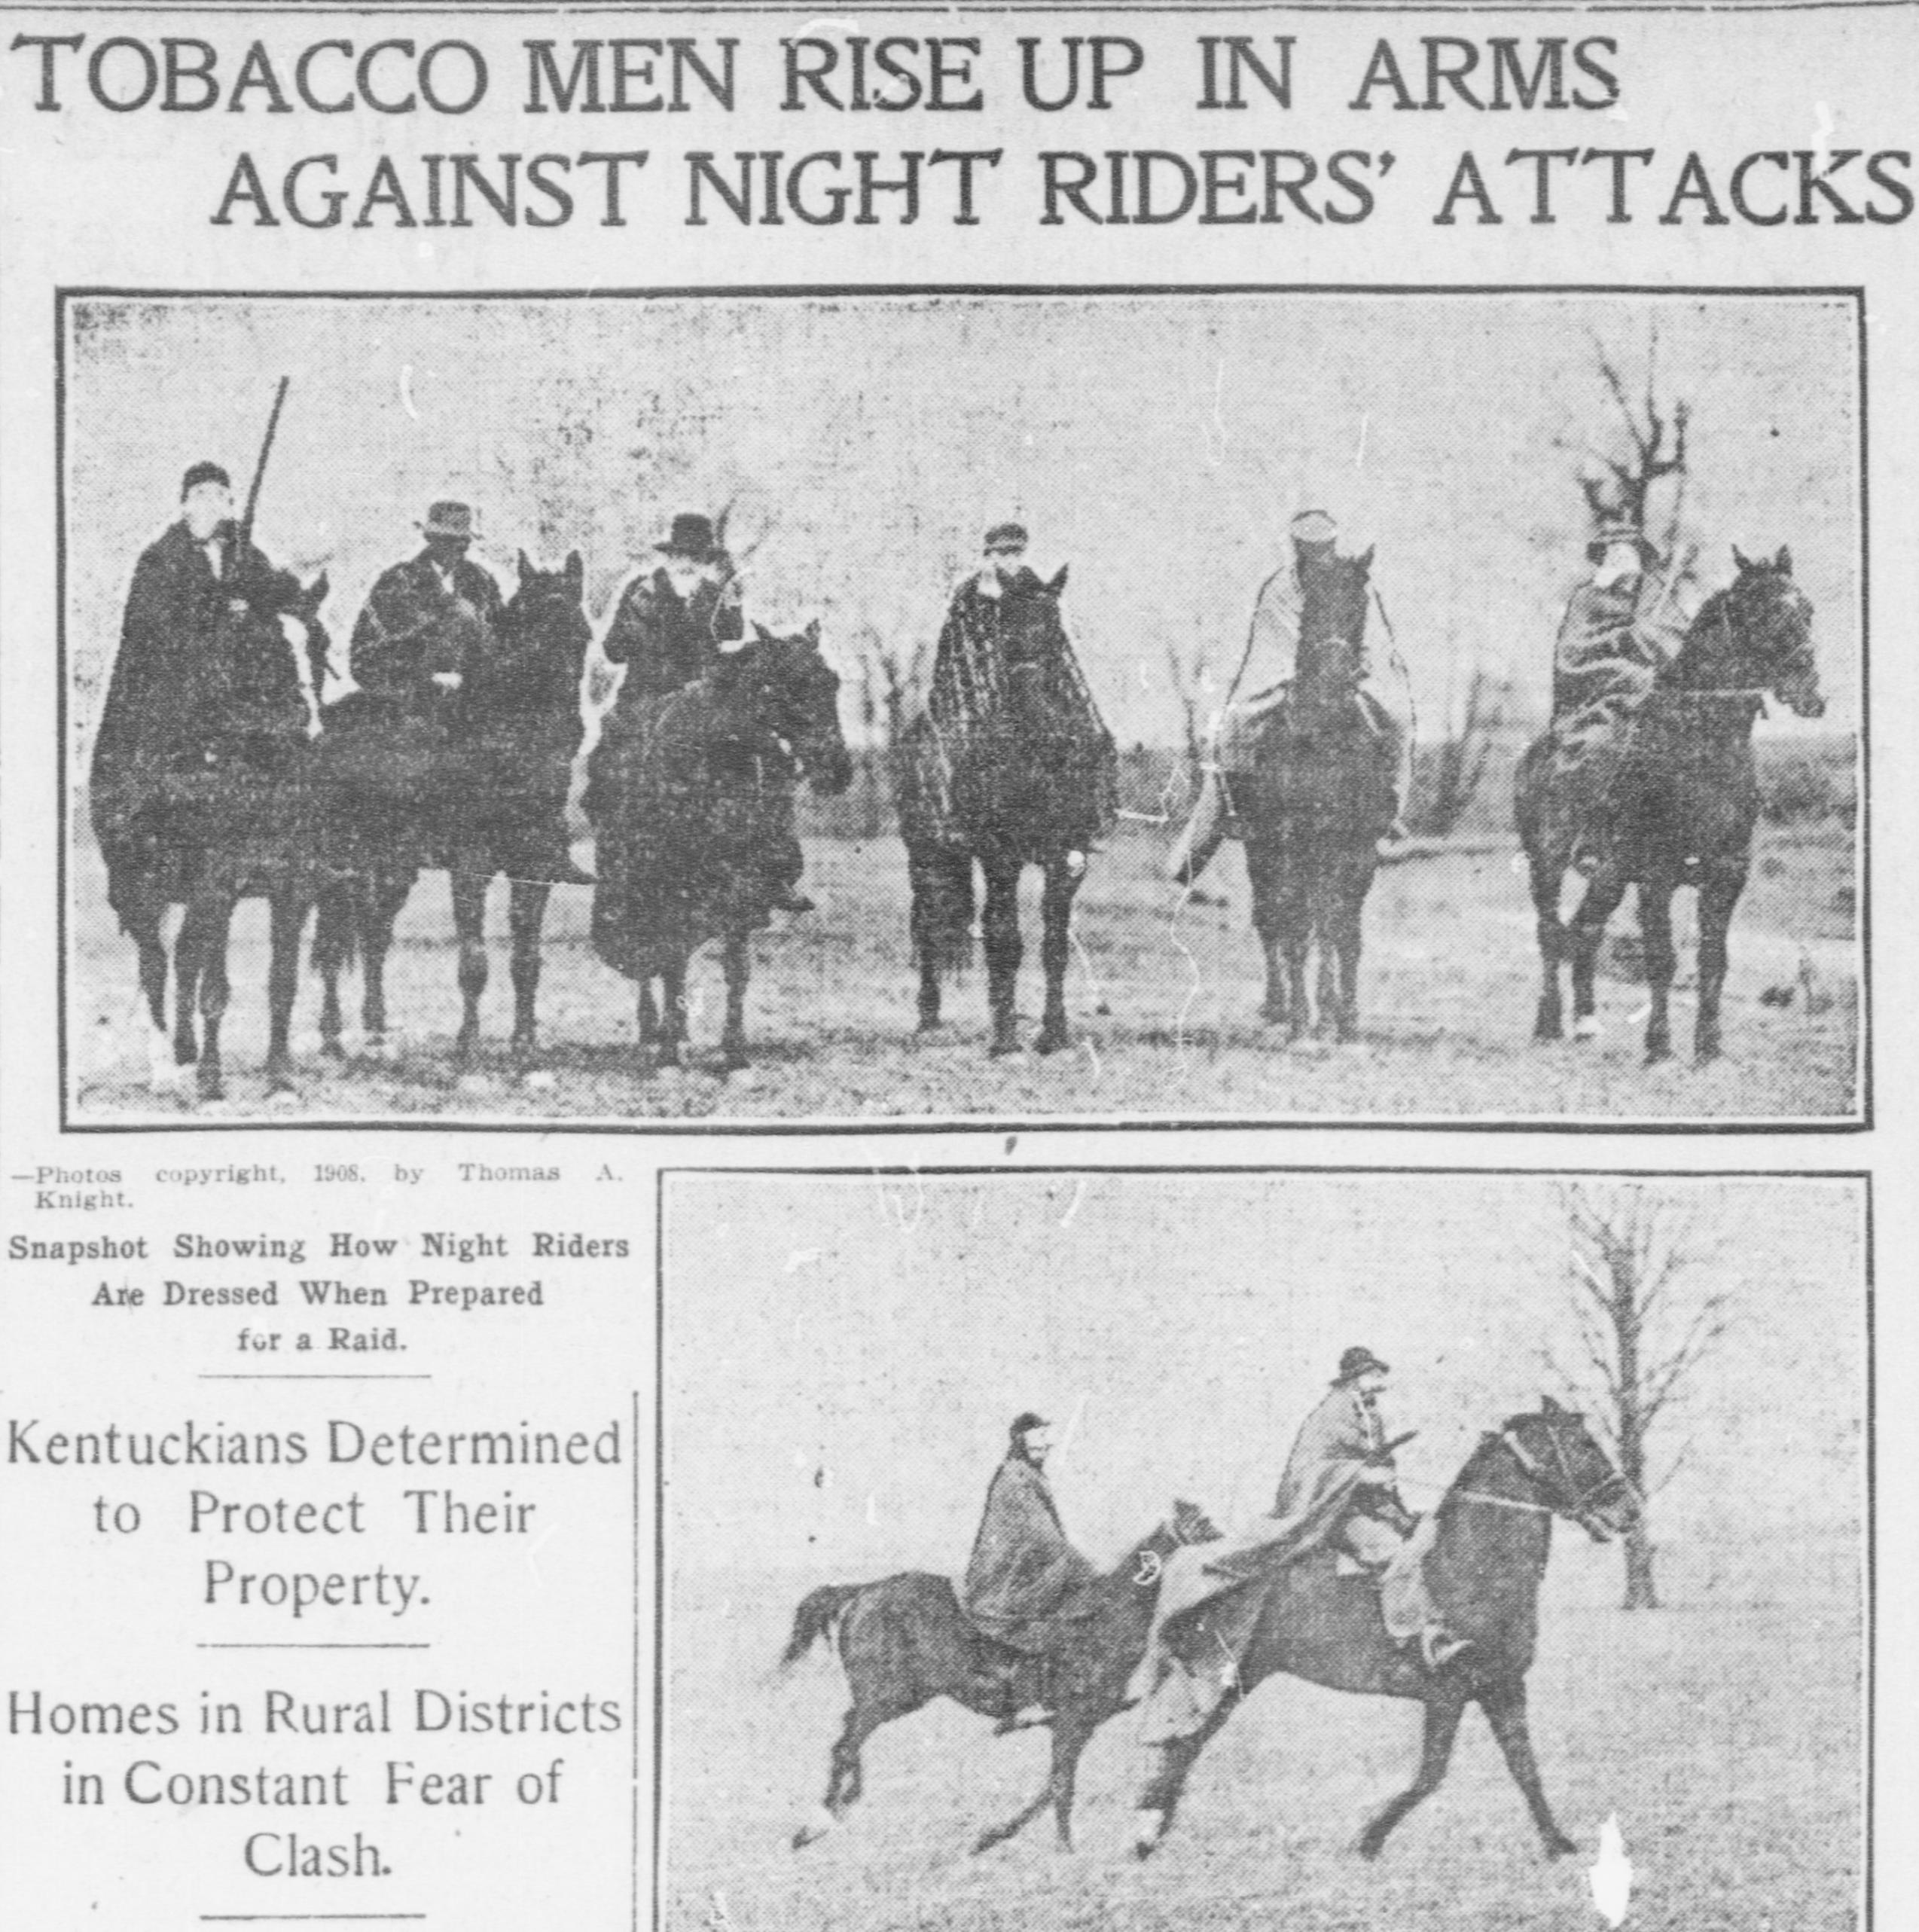 TOBACCO MEN RISE UP IN ARMS
AGAINST NIGHT RIDERS' ATTACKS
—Photos copyright, 1908, by Thomas A.
Knight.
Snapshot Showing How Night Riders
Are Dressed When Prepared
for a Raid.
Kentuckians Determined
to Protect Their
Property.
Homes in Rural Districts
in Constant Fear of
Clash.